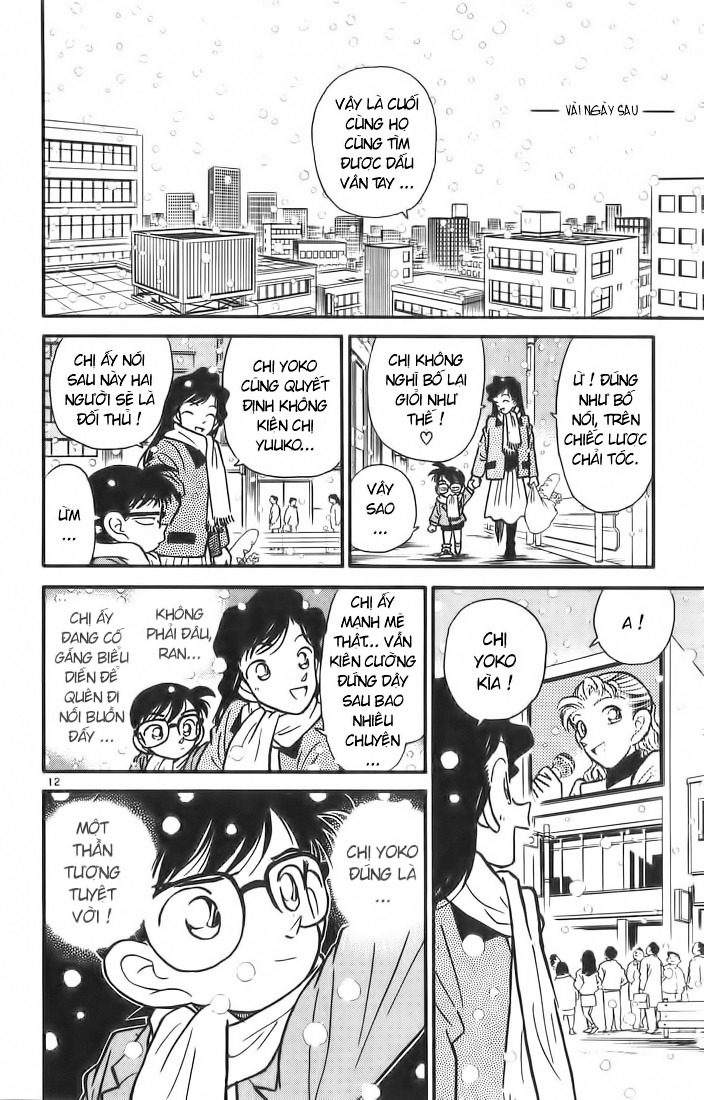 VÀI NGÀY SAU
VẬY LÀ CUỐI
CÙNG HỌ
CŨNG TÌM
ĐƯỢC DẤU
VÂN TAY ...
Ừ ! ĐÚNG
NHƯ BỐ
NÓI, TRÊN
CHIẾC LƯỢC
CHẢI TÓC.
CHỊ KHÔNG
NGHĨ BỐ LẠI
GIỎI NHƯ
THẾ !
♡
VẬY
SAO ...
CHỊ YOKO
CŨNG QUYẾT
ĐỊNH KHÔNG
KIỆN CHỊ
YUUKO...
CHỊ ẤY NÓI
SAU NÀY HAI
NGƯỜI SẼ LÀ
ĐỐI THỦ !
ỪM
...
A !
CHỊ
YOKO
KÌA !
CHỊ ẤY
MẠNH MẼ
THẬT... VẪN
KIÊN CƯỜNG
ĐỨNG DẬY
SAU BAO
NHIÊU
CHUYỆN
...
KHÔNG
PHẢI ĐÂU,
RAN...
CHỊ ẤY
ĐANG CỐ
GẮNG BIỂU
DIỄN ĐỂ
QUÊN ĐI
NỖI BUỒN
ĐẤY ...
12
CHỊ YOKO
ĐÚNG LÀ
...
MỘT
THẦN
TƯỢNG
TUYỆT
VỜI !